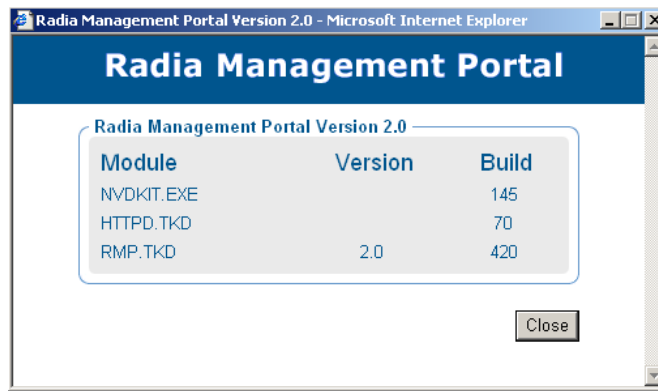 Radia Management Portal Version 2.0 - Microsoft Internet Explorer
Radia Management Portal
Radia Management Portal Version 2.0
Module Version Build
NVDKIT.EXE 145
HTTPD.TKD 70
RMP.TKD 2.0 420
Close